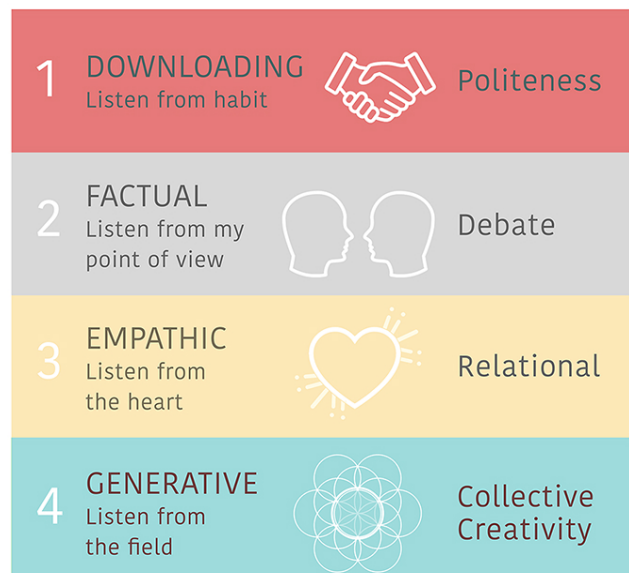 1
DOWNLOADING
Listen from habit
Politeness
2
FACTUAL
Listen from my
point of view
Debate
3
EMPATHIC
Listen from
the heart
Relational
4
GENERATIVE
Listen from
the field
Collective
Creativity